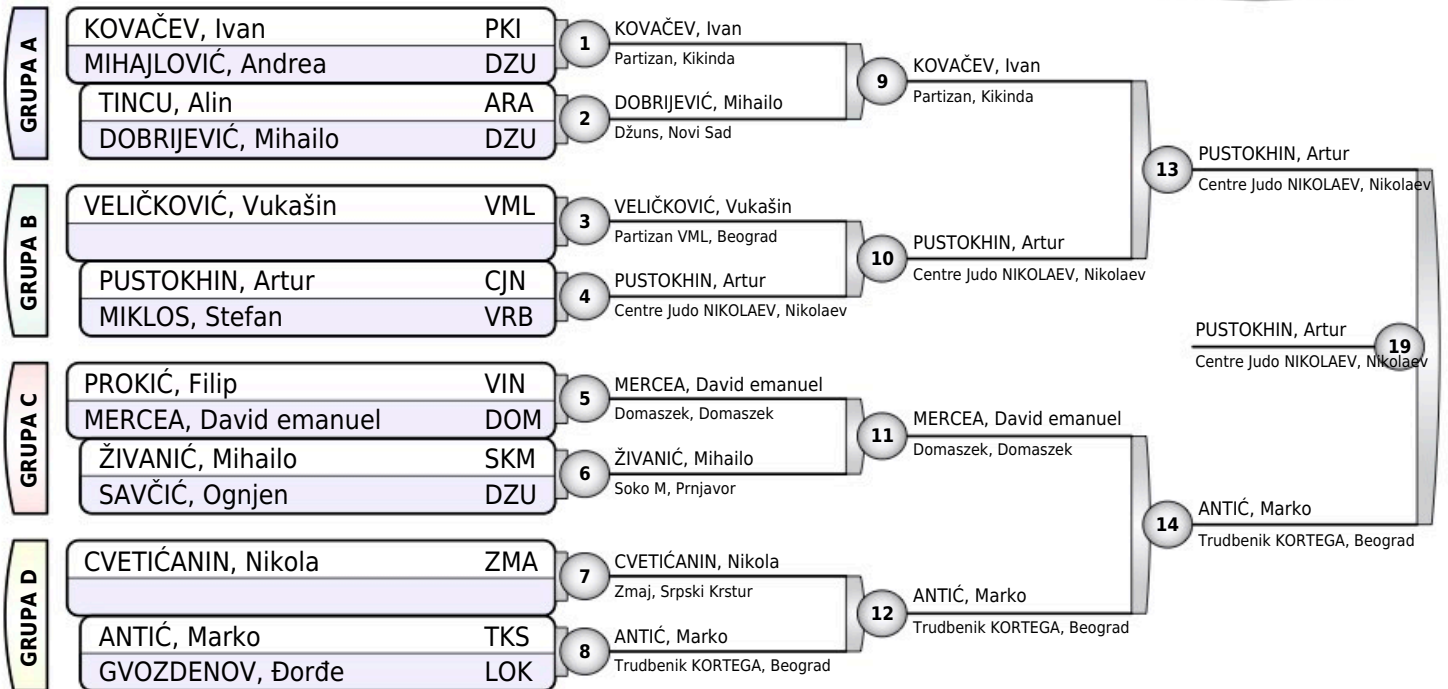 GRUPA A
KOVAČEV, Ivan PKI
MIHAJLOVIĆ, Andrea DZU
TINCU, Alin ARA
DOBRIJEVIĆ, Mihailo DZU
GRUPA B
VELIČKOVIĆ, Vukašin VML
PUSTOKHIN, Artur CJN
MIKLOS, Stefan VRB
GRUPA C
PROKIĆ, Filip VIN
MERCEA, David emanuel DOM
ŽIVANIĆ, Mihailo SKM
SAVČIĆ, Ognjen DZU
GRUPA D
CVETIĆANIN, Nikola ZMA
ANTIĆ, Marko TKS
GVOZDENOV, Đorđe LOK
1
KOVAČEV, Ivan
Partizan, Kikinda
2
DOBRIJEVIĆ, Mihailo
Džuns, Novi Sad
3
VELIČKOVIĆ, Vukašin
Partizan VML, Beograd
4
PUSTOKHIN, Artur
Centre Judo NIKOLAEV, Nikolaev
5
MERCEA, David emanuel
Domaszek, Domaszek
6
ŽIVANIĆ, Mihailo
Soko M, Prnjavor
7
CVETIĆANIN, Nikola
Zmaj, Srpski Krstur
8
ANTIĆ, Marko
Trudbenik KORTEGA, Beograd
9
KOVAČEV, Ivan
Partizan, Kikinda
10
PUSTOKHIN, Artur
Centre Judo NIKOLAEV, Nikolaev
11
MERCEA, David emanuel
Domaszek, Domaszek
12
ANTIĆ, Marko
Trudbenik KORTEGA, Beograd
13
PUSTOKHIN, Artur
Centre Judo NIKOLAEV, Nikolaev
14
ANTIĆ, Marko
Trudbenik KORTEGA, Beograd
19
PUSTOKHIN, Artur
Centre Judo NIKOLAEV, Nikolaev